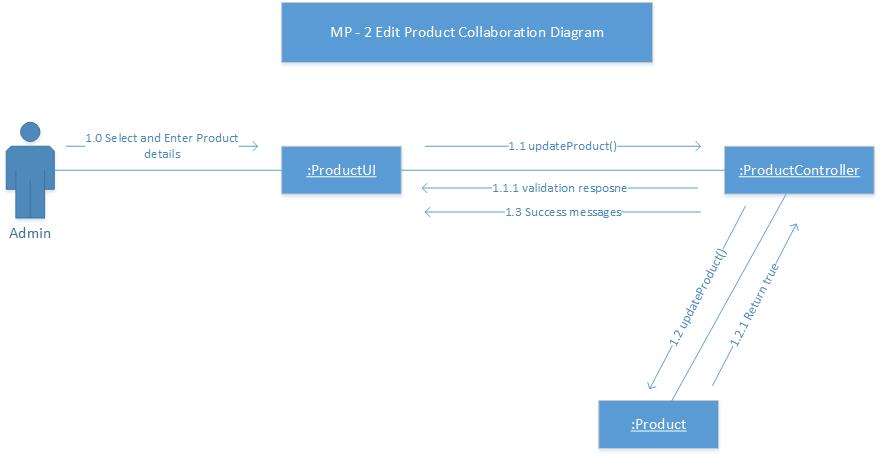 MP - 2 Edit Product Collaboration Diagram
1.0 Select and Enter Product
details
1.1 updateProduct()
:ProductUI
:ProductController
1.1.1 validation resposne
1.3 Success messages
Admin
1.2 updateProduct()
1.2.1 Return true
:Product